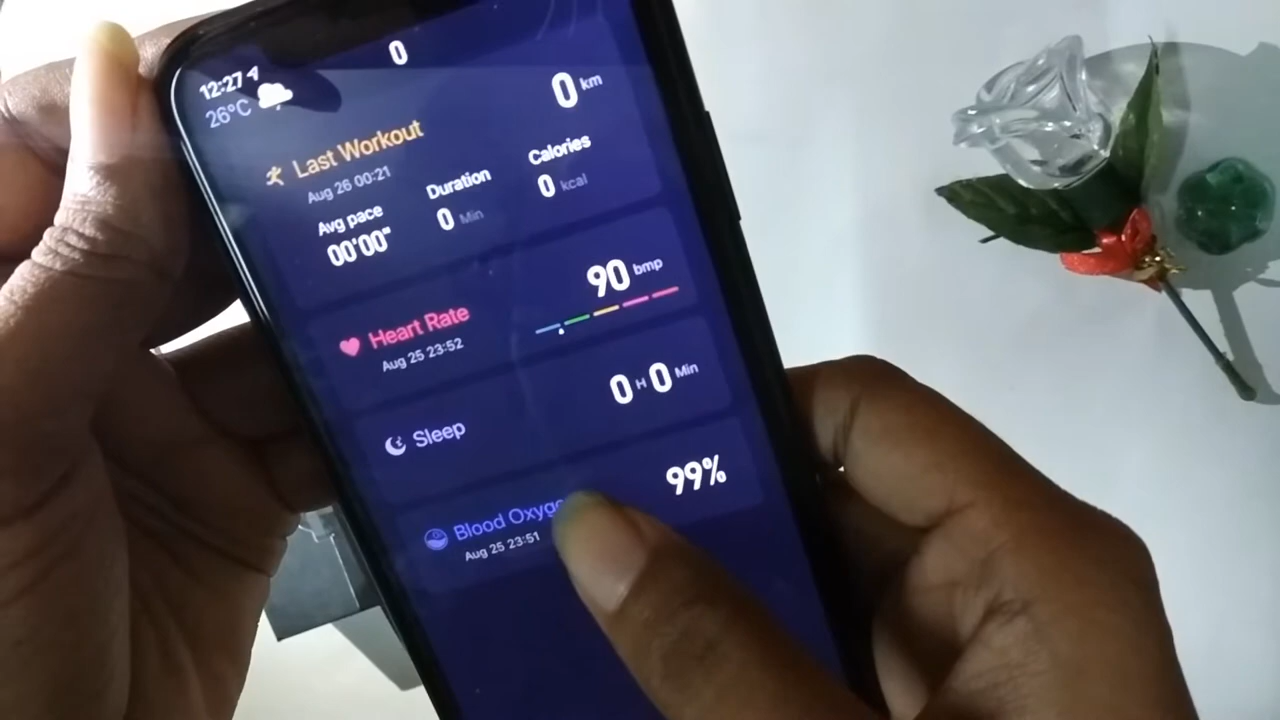 0
12:27
26°C
0 km
Last Workout
Aug 26 00:21
Avg pace
00'00"
Duration
0 Min
Calories
0 kcal
Heart Rate
Aug 25 23:52
90 bmp
Sleep
0 H 0 Min
Blood
Aug 25 23:51
99%